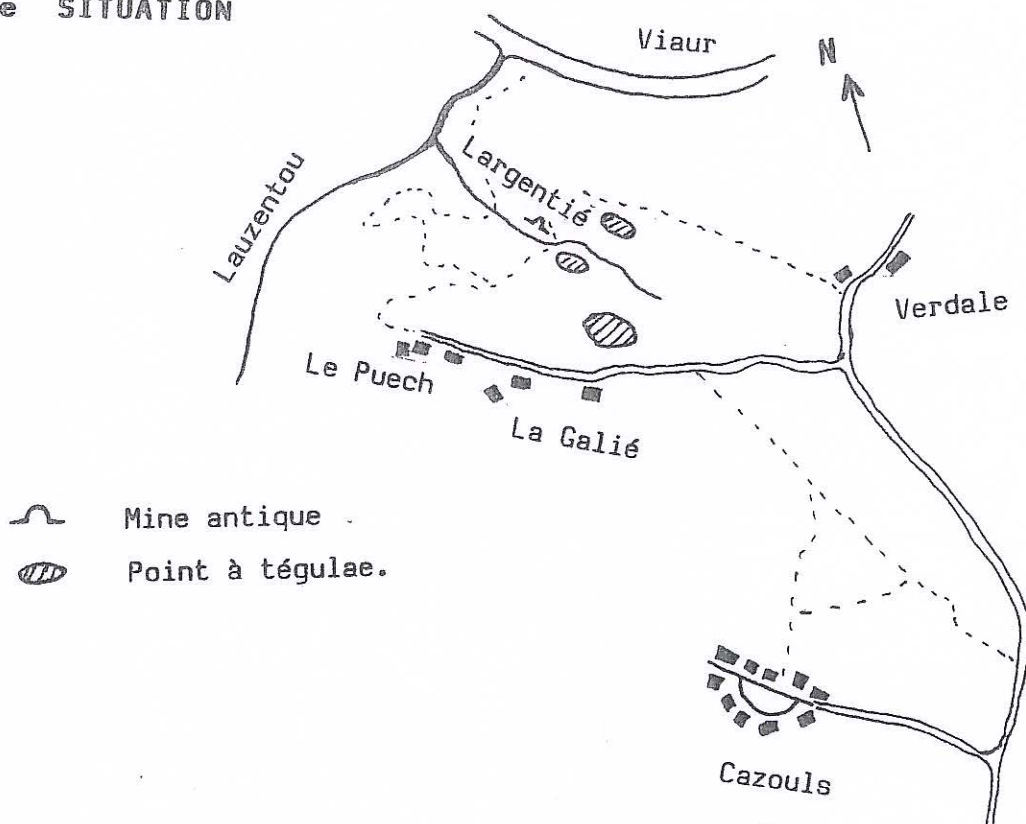 e SITUATION
Viaur
N
Largentié
Lauzentou
Verdale
Le Puech
La Galié
Mine antique
Point à tégulae.
Cazouls